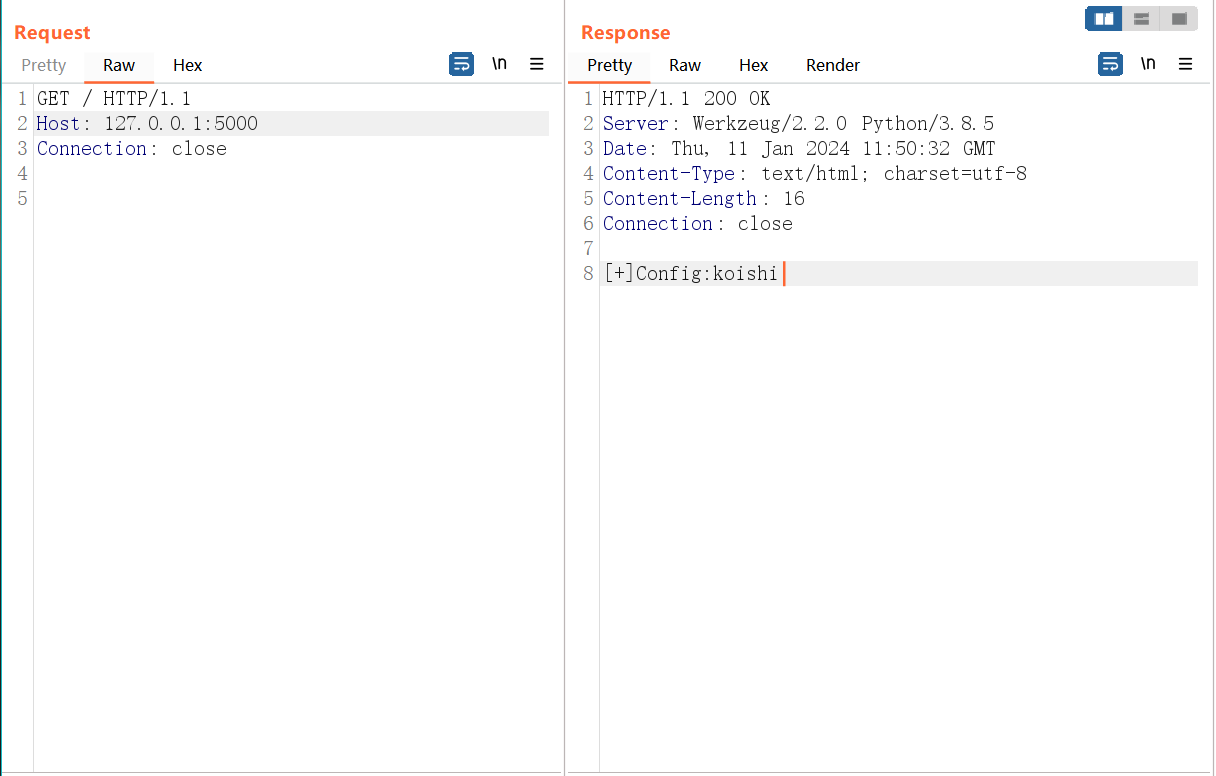 Request
Pretty Raw Hex \n
1 GET / HTTP/1.1
2 Host: 127.0.0.1:5000
3 Connection: close
4
5
Response
Pretty Raw Hex Render \n
1 HTTP/1.1 200 OK
2 Server: Werkzeug/2.2.0 Python/3.8.5
3 Date: Thu, 11 Jan 2024 11:50:32 GMT
4 Content-Type: text/html; charset=utf-8
5 Content-Length: 16
6 Connection: close
7
8 [+]Config:koishi